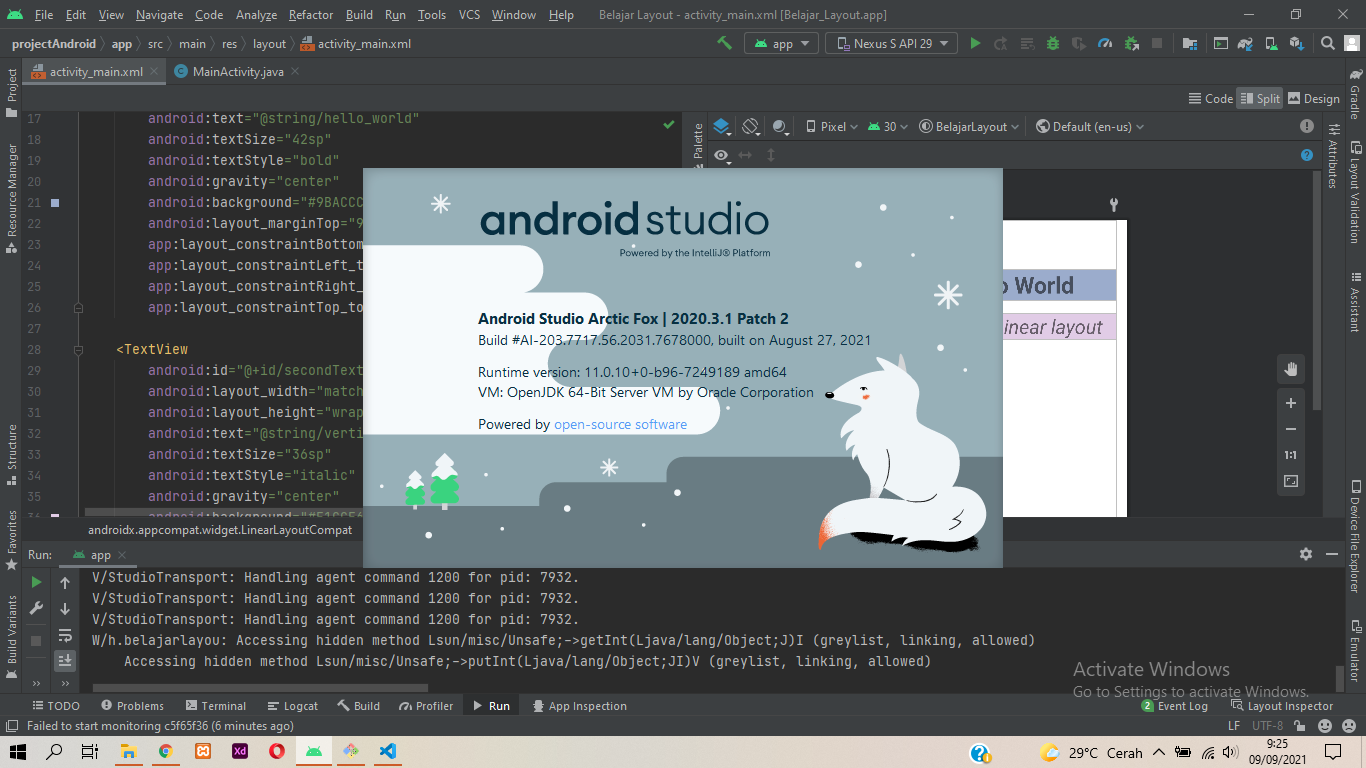 File Edit View Navigate Code Analyze Refactor Build Run Tools VCS Window Help Belajar Layout - activity_main.xml [Belajar_Layout.app]
projectAndroid app src main res layout activity_main.xml app Nexus S API 29
activity_main.xml MainActivity.java
Code Split Design
Project
Resource Manager
Structure
Favorites
Build Variants
17 android:text="@string/hello_world"
18 android:textSize="42sp"
19 android:textStyle="bold"
20 android:gravity="center"
21 android:background="#9BACCC
22 android:layout_marginTop="9
23 app:layout_constraintBottom
24 app:layout_constraintLeft_t
25 app:layout_constraintRight_
26 app:layout_constraintTop_to
27
28 <TextView
29 android:id="@+id/secondText
30 android:layout_width="match
31 android:layout_height="wrap
32 android:text="@string/verti
33 android:textSize="36sp"
34 android:textStyle="italic"
35 android:gravity="center"
androidx.appcompat.widget.LinearLayoutCompat
Palette
Pixel 30 BelajarLayout Default (en-us)
o World
inear layout
1:1
Attributes
Gradle
Layout Validation
Assistant
Device File Explorer
Emulator
android studio
Powered by the IntelliJ® Platform
Android Studio Arctic Fox | 2020.3.1 Patch 2
Build #AI-203.7717.56.2031.7678000, built on August 27, 2021
Runtime version: 11.0.10+0-b96-7249189 amd64
VM: OpenJDK 64-Bit Server VM by Oracle Corporation
Powered by open-source software
Run: app
V/StudioTransport: Handling agent command 1200 for pid: 7932.
V/StudioTransport: Handling agent command 1200 for pid: 7932.
V/StudioTransport: Handling agent command 1200 for pid: 7932.
W/h.belajarlayou: Accessing hidden method Lsun/misc/Unsafe;->getInt(Ljava/lang/Object;J)I (greylist, linking, allowed)
Accessing hidden method Lsun/misc/Unsafe;->putInt(Ljava/lang/Object;JI)V (greylist, linking, allowed)
Activate Windows
Go to Settings to activate Windows.
TODO Problems Terminal Logcat Build Profiler Run App Inspection 2 Event Log Layout Inspector
Failed to start monitoring c5f65f36 (6 minutes ago) LF UTF-8
Xd 29°C Cerah 9:25
09/09/2021